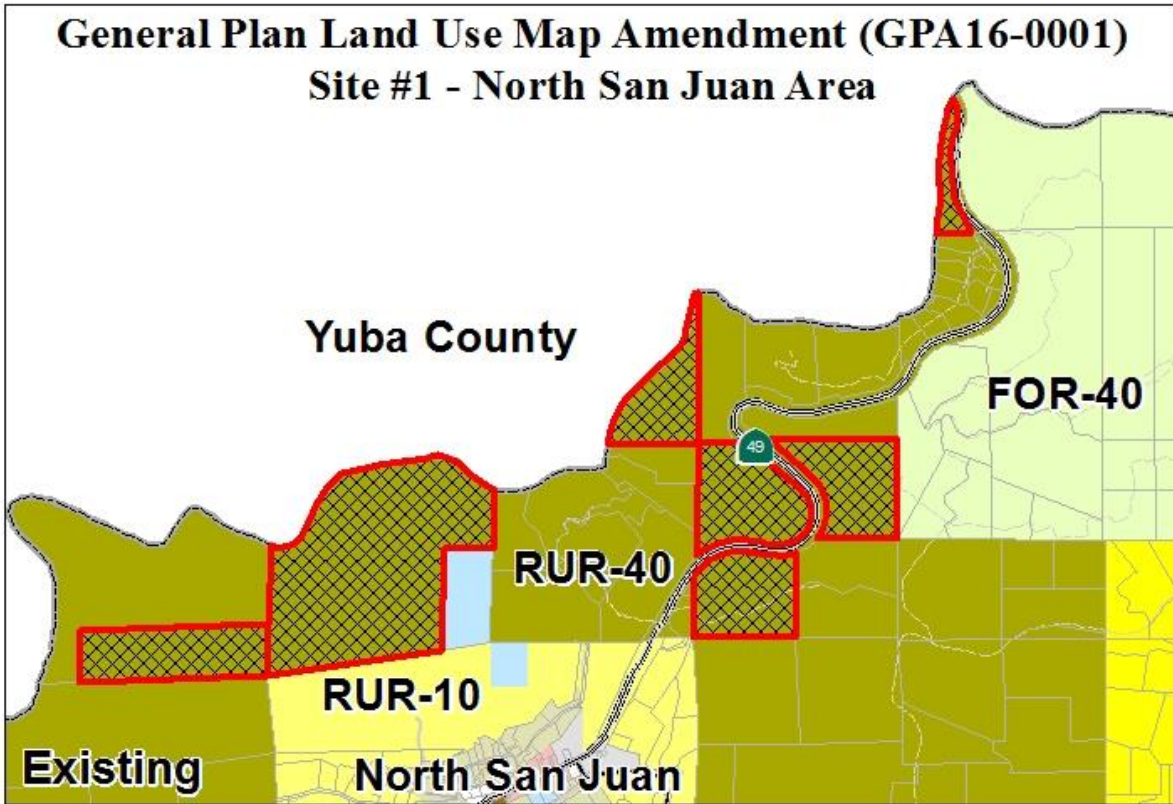 General Plan Land Use Map Amendment (GPA16-0001)
Site #1 - North San Juan Area
Yuba County
FOR-40
49
RUR-40
RUR-10
Existing
North San Juan